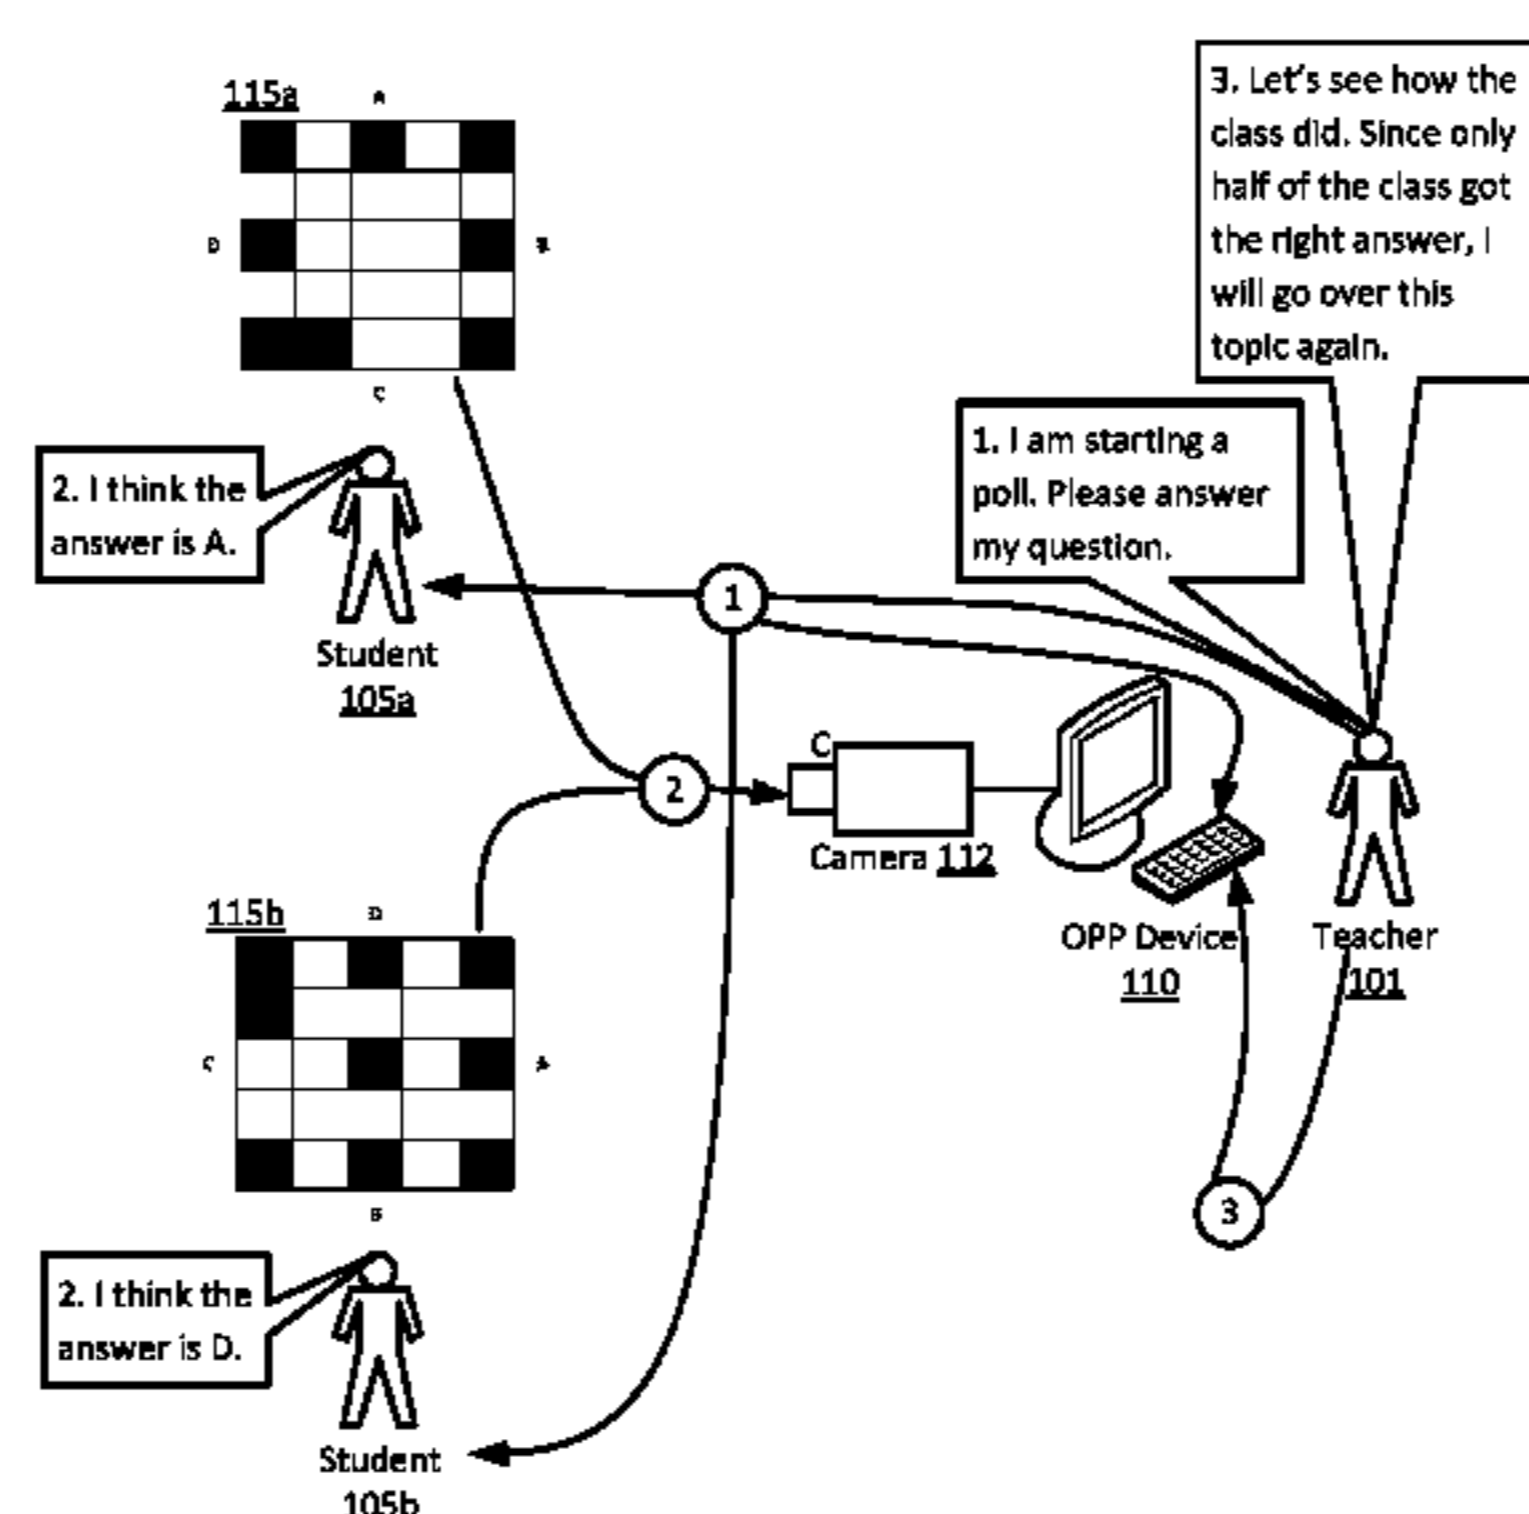 115a
A
D
B
C
3. Let's see how the
class did. Since only
half of the class got
the right answer, I
will go over this
topic again.
1. I am starting a
poll. Please answer
my question.
2. I think the
answer is A.
1
Student
105a
2
C
Camera 112
OPP Device
110
Teacher
101
115b
D
C
A
B
3
2. I think the
answer is D.
Student
105b